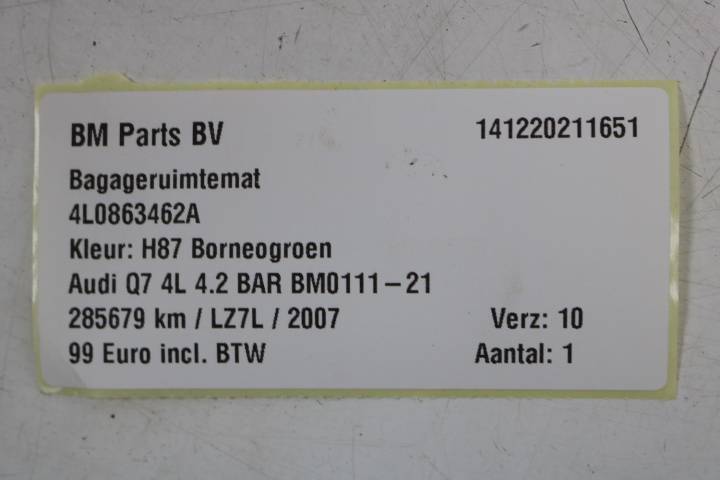 BM Parts BV 141220211651
Bagageruimtemat
4L0863462A
Kleur: H87 Borneogroen
Audi Q7 4L 4.2 BAR BM0111-21
285679 km / LZ7L / 2007 Verz: 10
99 Euro incl. BTW Aantal: 1